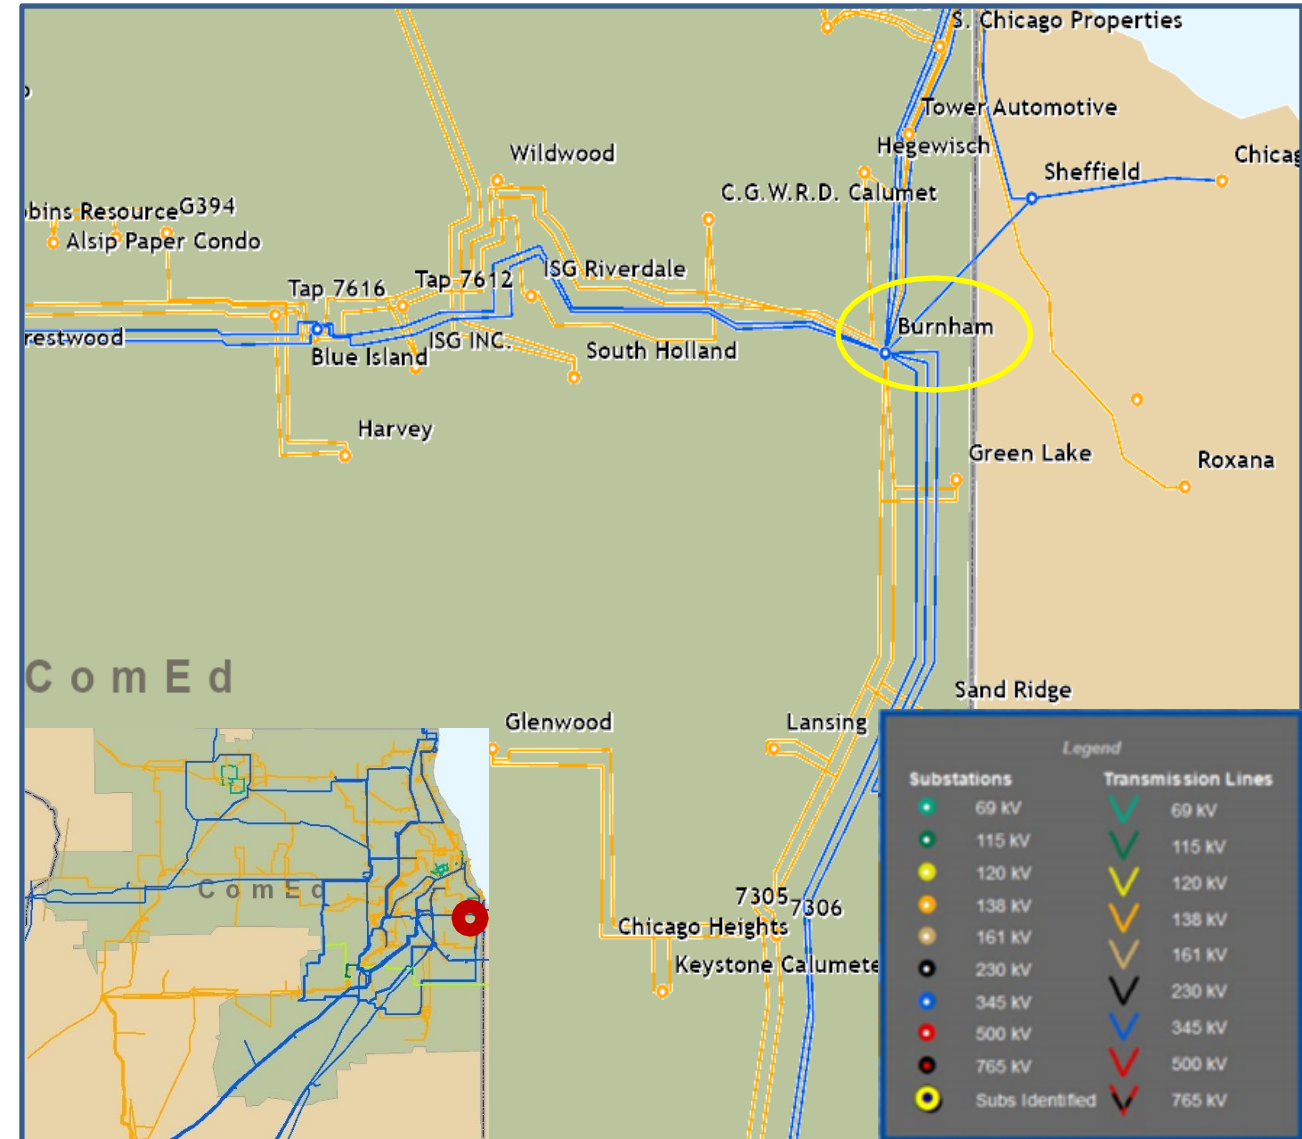 S. Chicago Properties
Tower Automotive
Hegewisch
Wildwood
Sheffield
C.G.W.R.D. Calumet
G394
Alsip Paper Condo
ISG Riverdale
Tap 7612
Tap 7616
Burnham
ISG INC.
South Holland
Blue Island
Harvey
Green Lake
Roxana
ComEd
Sand Ridge
Glenwood
Lansing
7305
7306
Chicago Heights
ComEd
Legend
Substations Transmission Lines
69 kV 69 kV
115 kV 115 kV
120 kV 120 kV
138 kV 138 kV
161 kV 161 kV
230 kV 230 kV
345 kV 345 kV
500 kV 500 kV
765 kV 765 kV
Subs Identified
Keystone Calumete
bins Resource
restwood
Chicag